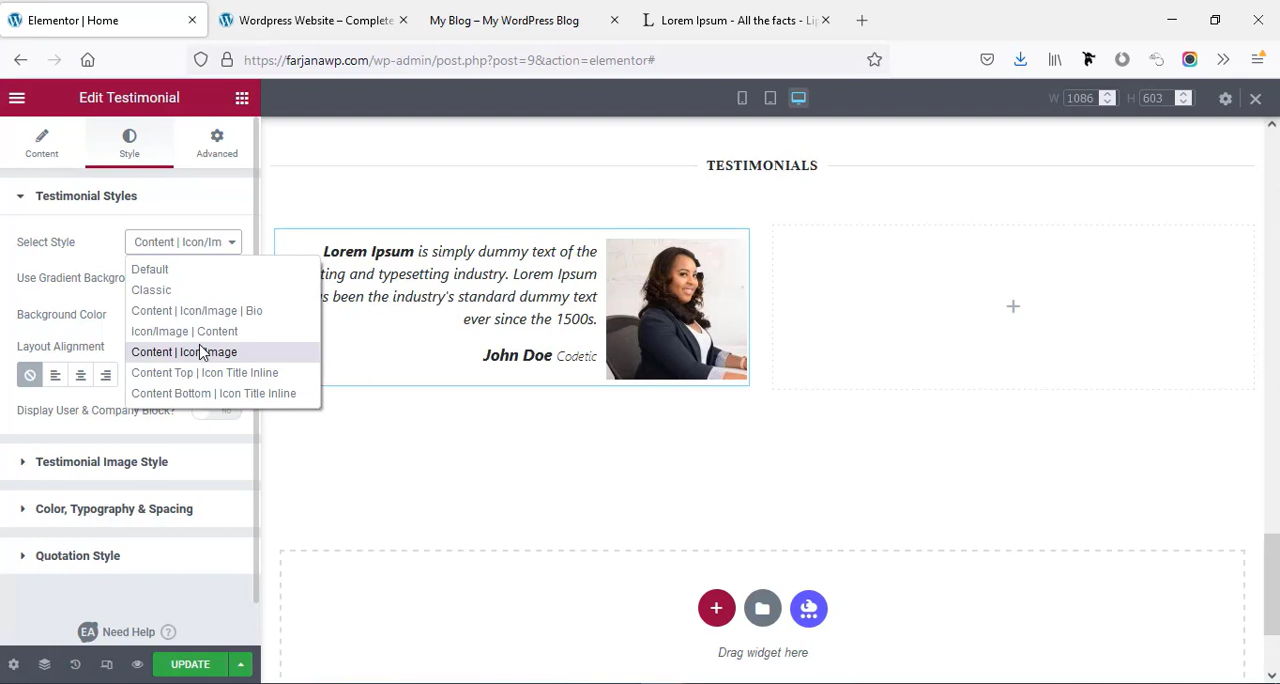 Elementor | Home
Wordpress Website – Complete
My Blog – My WordPress Blog
Lorem Ipsum - All the facts - Lip
https://farjanawp.com/wp-admin/post.php?post=9&action=elementor#
Edit Testimonial
W 1086 H 603
Content Style Advanced
Testimonial Styles
Select Style Content | Icon/Im
Default
Use Gradient Backgro
Classic
Content | Icon/Image | Bio
Background Color
Icon/Image | Content
Layout Alignment
Content | Icon/Image
Content Top | Icon Title Inline
Content Bottom | Icon Title Inline
Display User & Company Block? NO
Testimonial Image Style
Color, Typography & Spacing
Quotation Style
EA Need Help ?
UPDATE
TESTIMONIALS
Lorem Ipsum is simply dummy text of the
ting and typesetting industry. Lorem Ipsum
s been the industry's standard dummy text
ever since the 1500s.
John Doe Codetic
Drag widget here